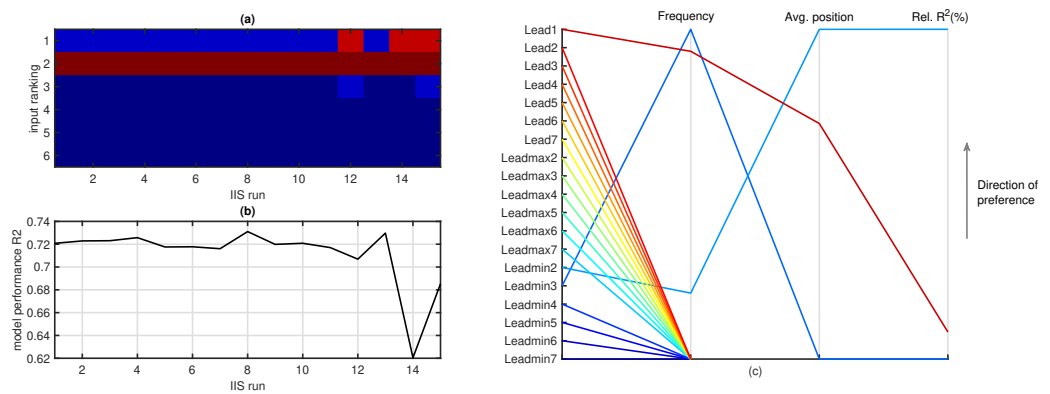 (a)
input ranking
1
2
3
4
5
6
2 4 6 8 10 12 14
IIS run
(b)
model performance R2
0.74
0.72
0.7
0.68
0.66
0.64
0.62
2 4 6 8 10 12 14
IIS run
Frequency Avg. position Rel. R²(%)
Lead1
Lead2
Lead3
Lead4
Lead5
Lead6
Lead7
Leadmax2
Leadmax3
Leadmax4
Leadmax5
Leadmax6
Leadmax7
Leadmin2
Leadmin3
Leadmin4
Leadmin5
Leadmin6
Leadmin7
Direction of
preference
(c)